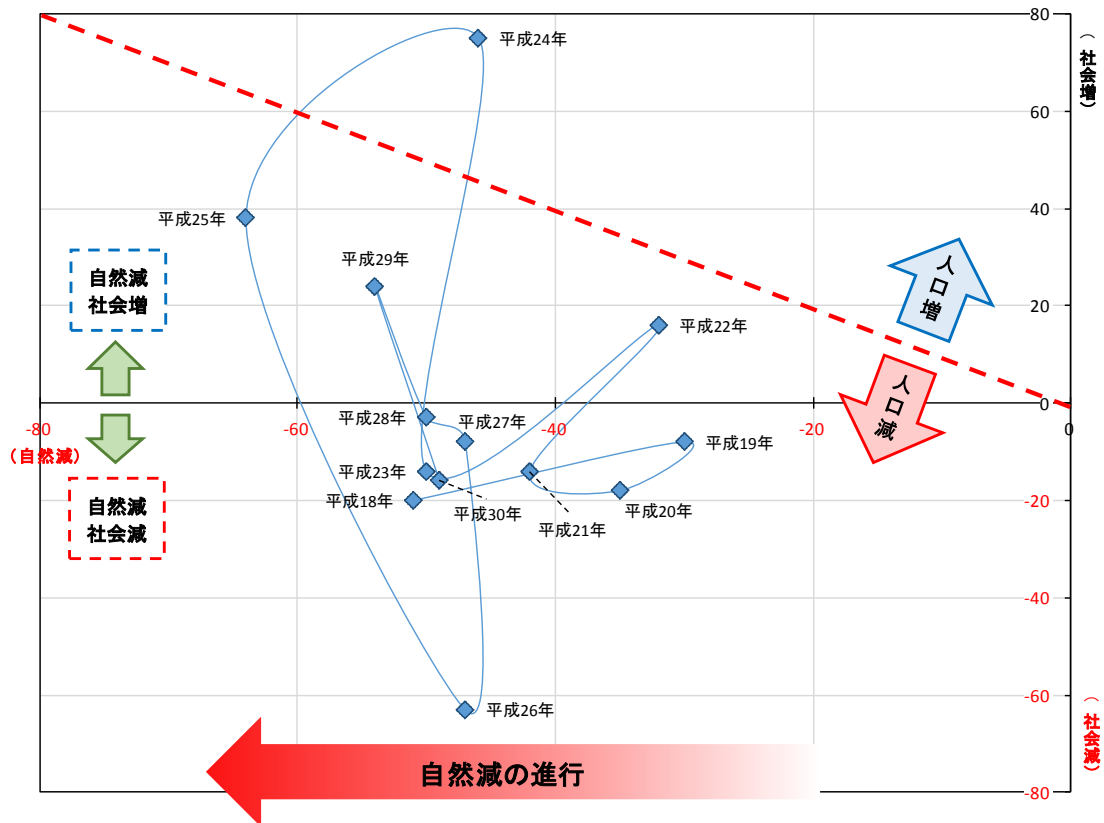 80
（社会増）
平成24年
60
40
平成25年
平成29年
自然減
社会増
人口増
20
平成22年
0
-80
-60
-40
-20
0
（自然減）
人口減
平成28年
平成27年
平成19年
平成23年
平成18年
平成30年
平成21年
平成20年
-20
自然減
社会減
-40
-60
平成26年
（社会減）
自然減の進行
-80